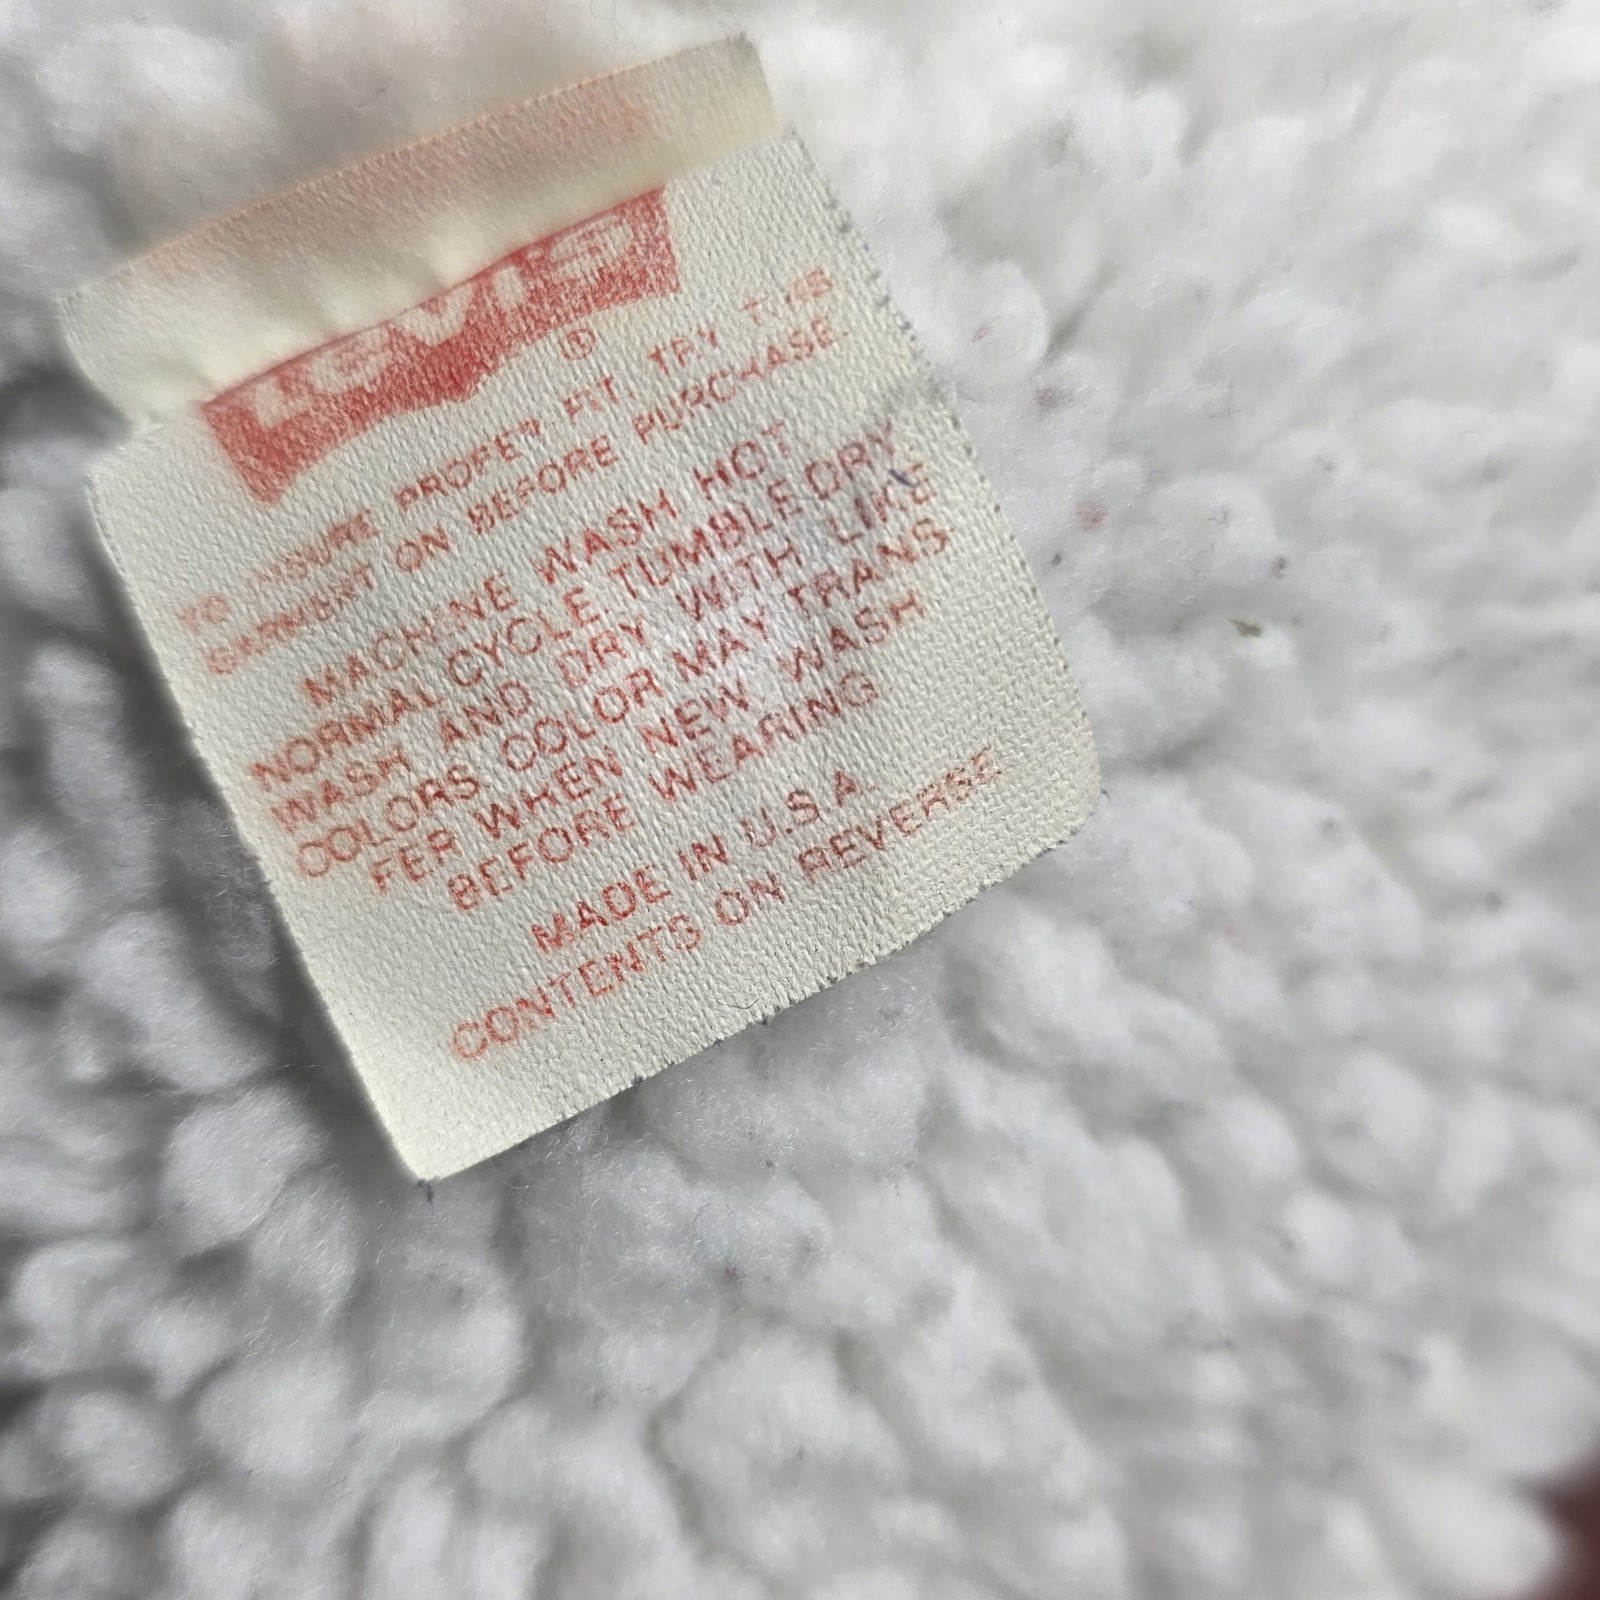 Levi's
®
TO INSURE PROPER FIT, TRY THIS
GARMENT ON BEFORE PURCHASE.
MACHINE WASH HOT
NORMAL CYCLE. TUMBLE DRY
WASH AND DRY WITH LIKE
COLORS COLOR MAY TRANS
FER WHEN NEW WASH
BEFORE WEARING
MADE IN U.S.A.
CONTENTS ON REVERSE